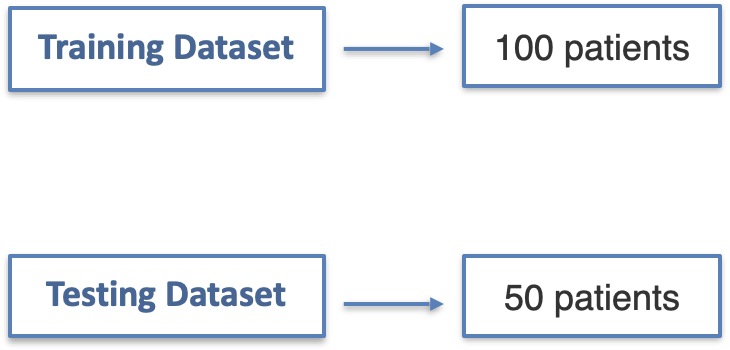 Training Dataset
100 patients
Testing Dataset
50 patients